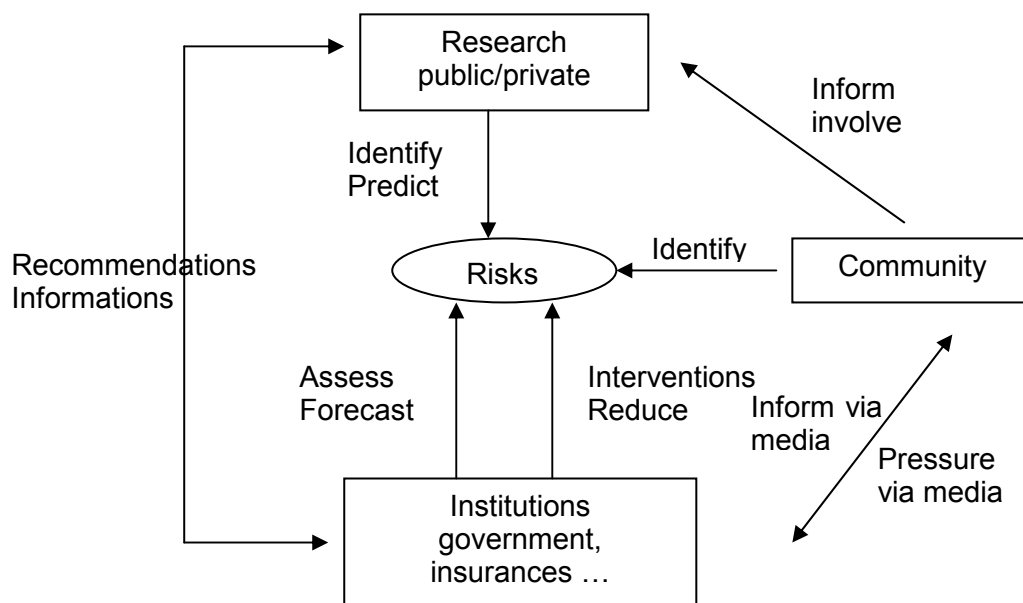 Research
public/private
Inform
involve
Identify
Predict
Recommendations
Informations
Risks
Identify
Community
Assess
Forecast
Interventions
Reduce
Inform via
media
Pressure
via media
Institutions
government,
insurances …